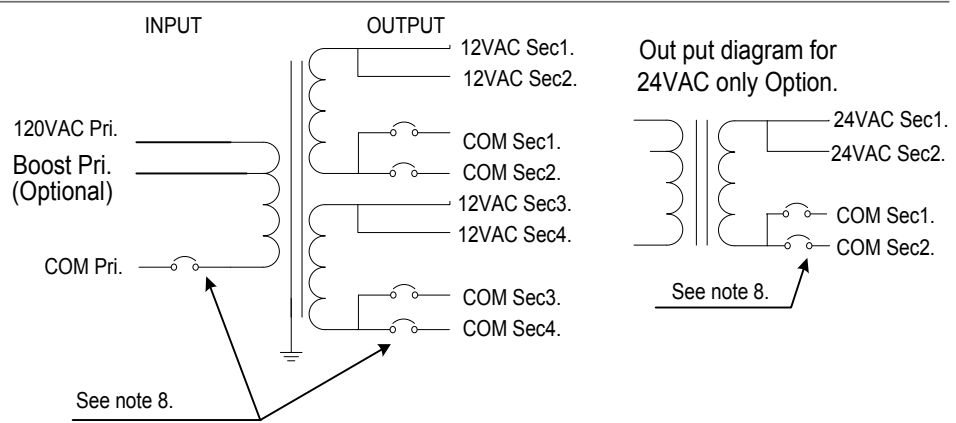 INPUT
OUTPUT
120VAC Pri.
Boost Pri.
(Optional)
COM Pri.
12VAC Sec1.
12VAC Sec2.
COM Sec1.
COM Sec2.
12VAC Sec3.
12VAC Sec4.
COM Sec3.
COM Sec4.
See note 8.
Out put diagram for
24VAC only Option.
24VAC Sec1.
24VAC Sec2.
COM Sec1.
COM Sec2.
See note 8.